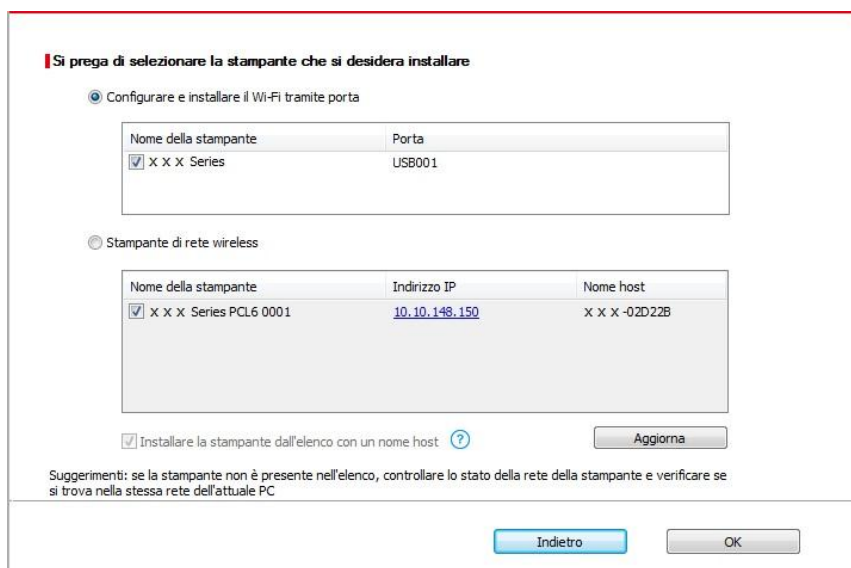 Si prega di selezionare la stampante che si desidera installare
Configurare e installare il Wi-Fi tramite porta
Nome della stampante Porta
X X X Series USB001
Stampante di rete wireless
Nome della stampante Indirizzo IP Nome host
X X X Series PCL6 0001 10.10.148.150 X X X -02D22B
Installare la stampante dall'elenco con un nome host ?
Aggiorna
Suggerimenti: se la stampante non è presente nell'elenco, controllare lo stato della rete della stampante e verificare se
si trova nella stessa rete dell'attuale PC
Indietro OK